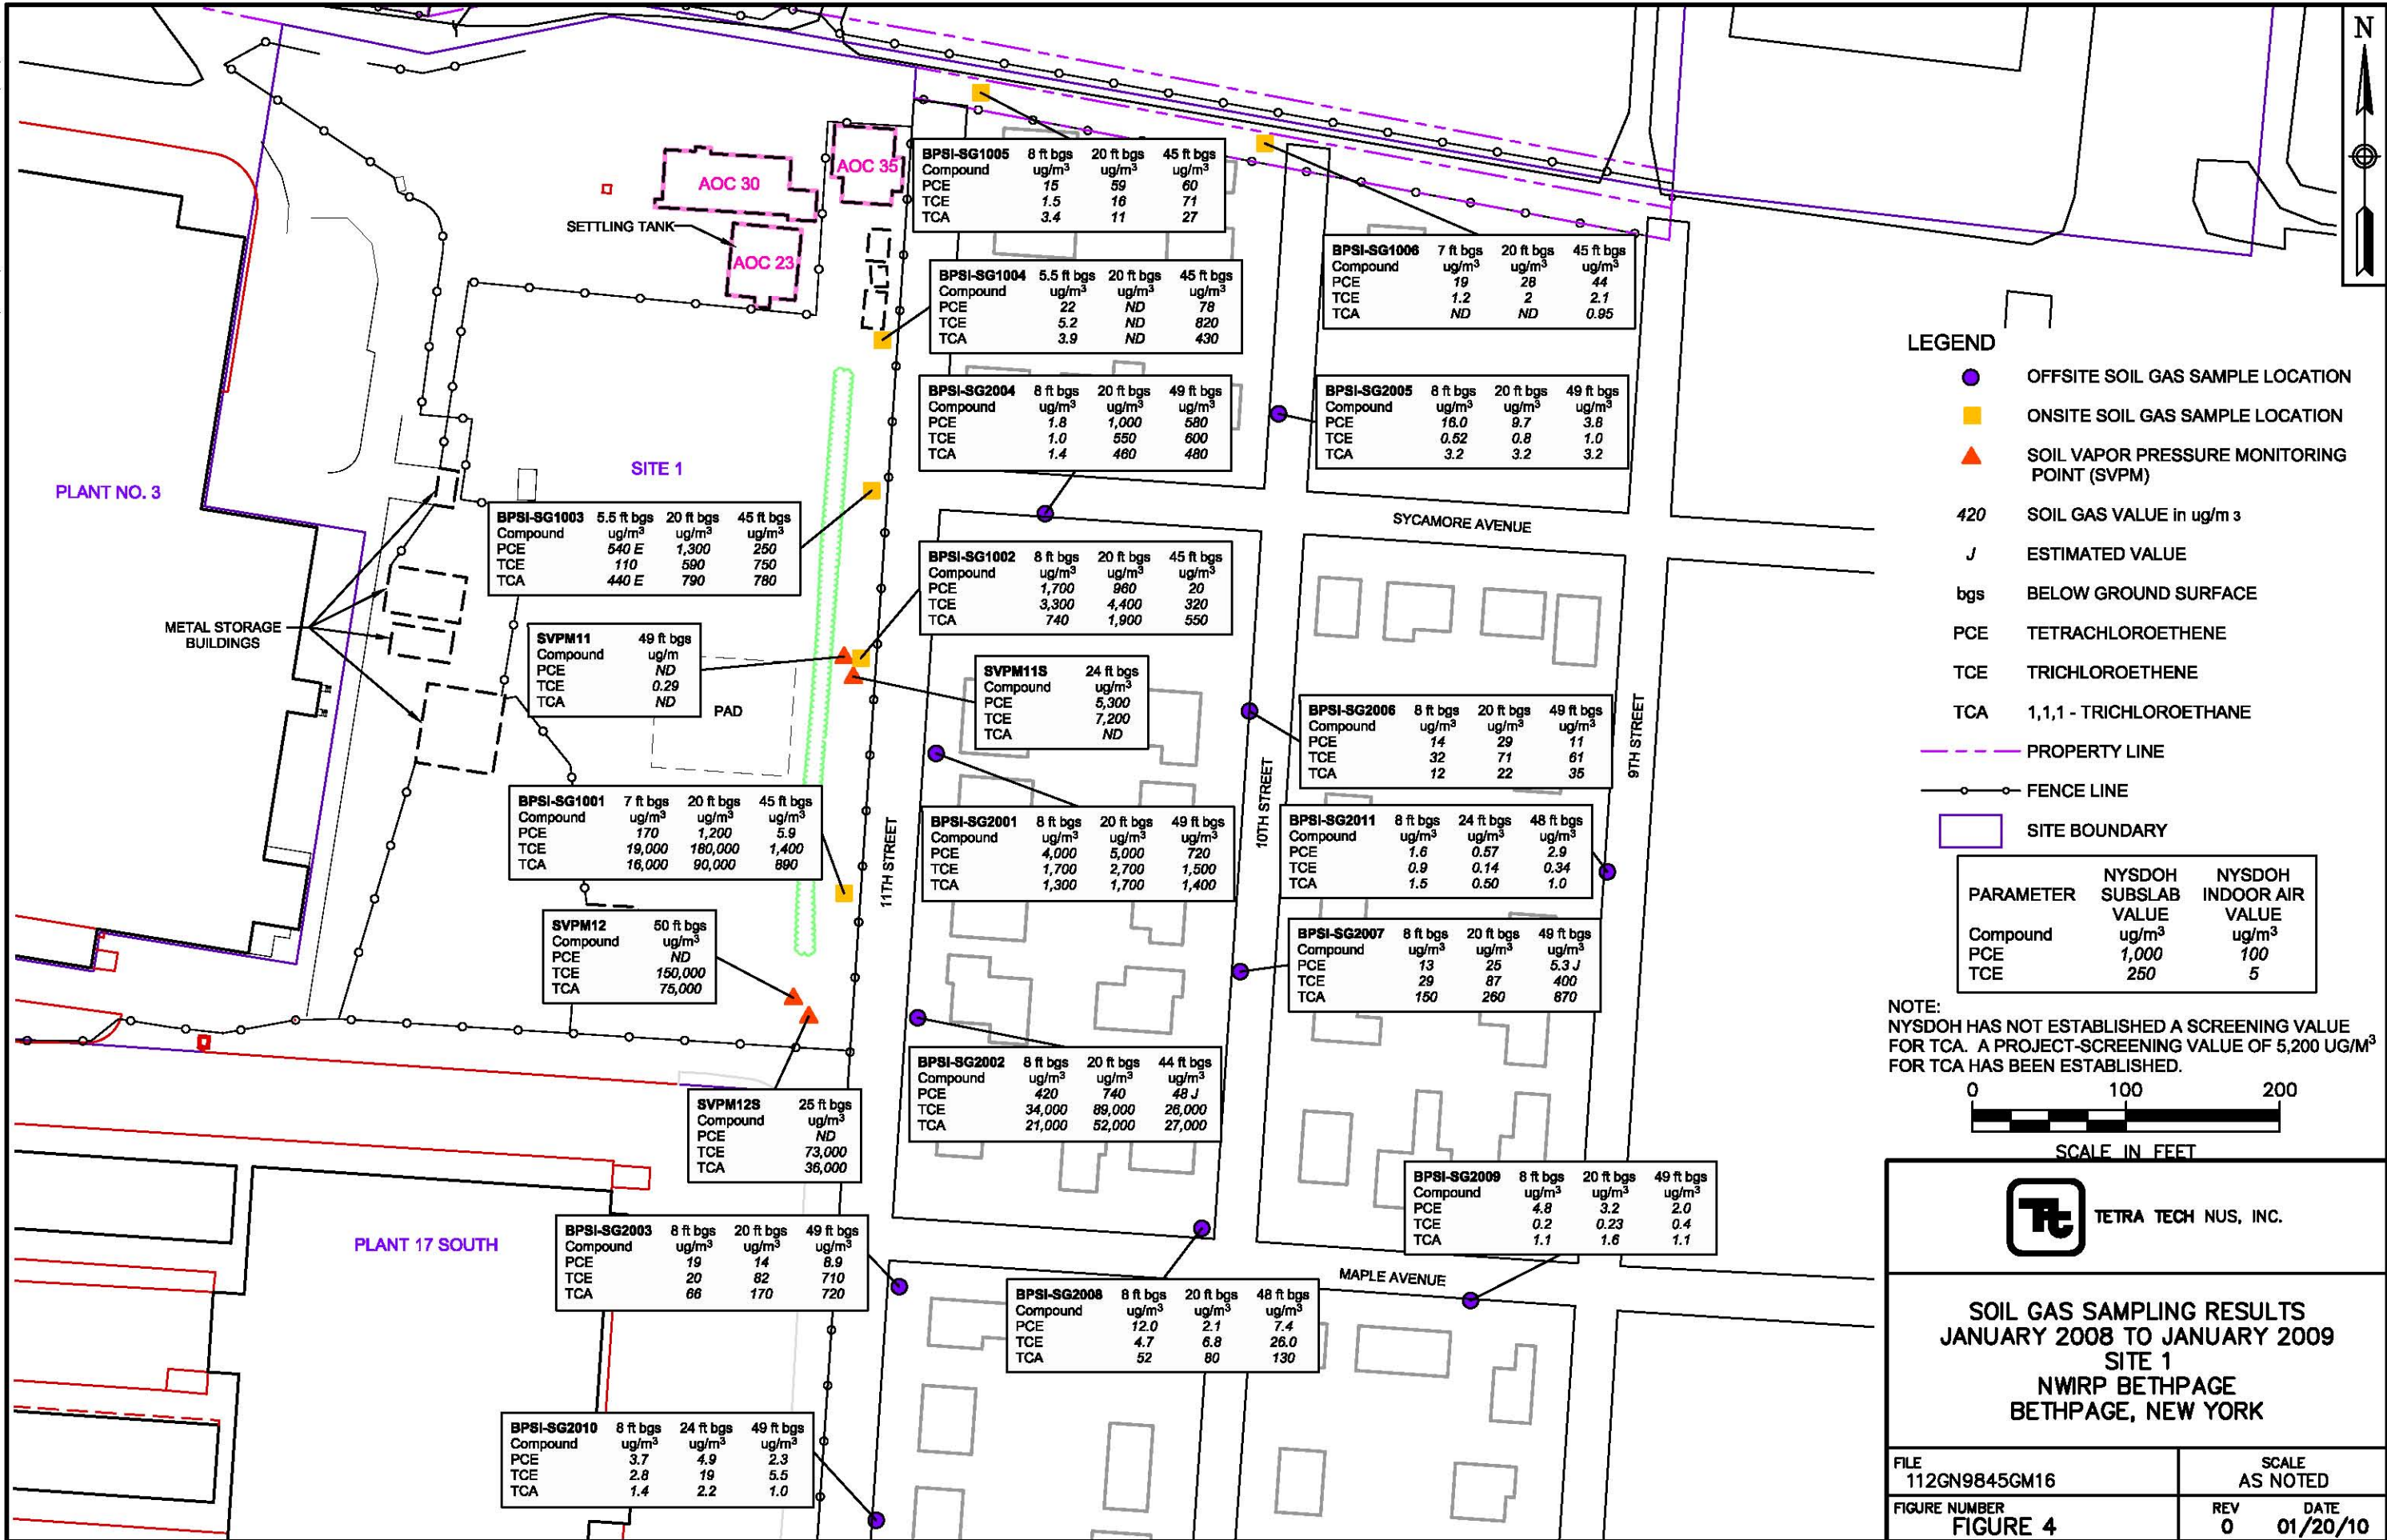 N
AOC 35
AOC 30
SETTLING TANK
AOC 23
BPSI-SG1005 8 ft bgs 20 ft bgs 45 ft bgs
Compound ug/m³ ug/m³ ug/m³
PCE 15 59 60
TCE 1.5 16 71
TCA 3.4 11 27
BPSI-SG1006 7 ft bgs 20 ft bgs 45 ft bgs
Compound ug/m³ ug/m³ ug/m³
PCE 19 28 44
TCE 1.2 2 2.1
TCA ND ND 0.95
BPSI-SG1004 5.5 ft bgs 20 ft bgs 45 ft bgs
Compound ug/m³ ug/m³ ug/m³
PCE 22 ND 78
TCE 5.2 ND 820
TCA 3.9 ND 430
BPSI-SG2004 8 ft bgs 20 ft bgs 49 ft bgs
Compound ug/m³ ug/m³ ug/m³
PCE 1.8 1,000 580
TCE 1.0 550 600
TCA 1.4 460 480
BPSI-SG2005 8 ft bgs 20 ft bgs 49 ft bgs
Compound ug/m³ ug/m³ ug/m³
PCE 16.0 9.7 3.8
TCE 0.52 0.8 1.0
TCA 3.2 3.2 3.2
SITE 1
PLANT NO. 3
BPSI-SG1003 5.5 ft bgs 20 ft bgs 45 ft bgs
Compound ug/m³ ug/m³ ug/m³
PCE 540 E 1,300 250
TCE 110 590 750
TCA 440 E 790 780
SYCAMORE AVENUE
BPSI-SG1002 8 ft bgs 20 ft bgs 45 ft bgs
Compound ug/m³ ug/m³ ug/m³
PCE 1,700 960 20
TCE 3,300 4,400 320
TCA 740 1,900 550
METAL STORAGE
BUILDINGS
SVPM11 49 ft bgs
Compound ug/m
PCE ND
TCE 0.29
TCA ND
PAD
SVPM11S 24 ft bgs
Compound ug/m³
PCE 5,300
TCE 7,200
TCA ND
BPSI-SG2006 8 ft bgs 20 ft bgs 49 ft bgs
Compound ug/m³ ug/m³ ug/m³
PCE 14 29 11
TCE 32 71 61
TCA 12 22 35
9TH STREET
10TH STREET
11TH STREET
BPSI-SG1001 7 ft bgs 20 ft bgs 45 ft bgs
Compound ug/m³ ug/m³ ug/m³
PCE 170 1,200 5.9
TCE 19,000 180,000 1,400
TCA 16,000 90,000 890
BPSI-SG2001 8 ft bgs 20 ft bgs 49 ft bgs
Compound ug/m³ ug/m³ ug/m³
PCE 4,000 5,000 720
TCE 1,700 2,700 1,500
TCA 1,300 1,700 1,400
BPSI-SG2011 8 ft bgs 24 ft bgs 48 ft bgs
Compound ug/m³ ug/m³ ug/m³
PCE 1.6 0.57 2.9
TCE 0.9 0.14 0.34
TCA 1.5 0.50 1.0
SVPM12 50 ft bgs
Compound ug/m³
PCE ND
TCE 150,000
TCA 75,000
BPSI-SG2007 8 ft bgs 20 ft bgs 49 ft bgs
Compound ug/m³ ug/m³ ug/m³
PCE 13 25 5.3 J
TCE 29 87 400
TCA 150 260 870
BPSI-SG2002 8 ft bgs 20 ft bgs 44 ft bgs
Compound ug/m³ ug/m³ ug/m³
PCE 420 740 48 J
TCE 34,000 89,000 26,000
TCA 21,000 52,000 27,000
SVPM12S 25 ft bgs
Compound ug/m³
PCE ND
TCE 73,000
TCA 36,000
BPSI-SG2009 8 ft bgs 20 ft bgs 49 ft bgs
Compound ug/m³ ug/m³ ug/m³
PCE 4.8 3.2 2.0
TCE 0.2 0.23 0.4
TCA 1.1 1.6 1.1
PLANT 17 SOUTH
BPSI-SG2003 8 ft bgs 20 ft bgs 49 ft bgs
Compound ug/m³ ug/m³ ug/m³
PCE 19 14 8.9
TCE 20 82 710
TCA 66 170 720
MAPLE AVENUE
BPSI-SG2008 8 ft bgs 20 ft bgs 48 ft bgs
Compound ug/m³ ug/m³ ug/m³
PCE 12.0 2.1 7.4
TCE 4.7 6.8 26.0
TCA 52 80 130
BPSI-SG2010 8 ft bgs 24 ft bgs 49 ft bgs
Compound ug/m³ ug/m³ ug/m³
PCE 3.7 4.9 2.3
TCE 2.8 19 5.5
TCA 1.4 2.2 1.0
LEGEND
OFFSITE SOIL GAS SAMPLE LOCATION
ONSITE SOIL GAS SAMPLE LOCATION
SOIL VAPOR PRESSURE MONITORING
POINT (SVPM)
420 SOIL GAS VALUE in ug/m 3
J ESTIMATED VALUE
bgs BELOW GROUND SURFACE
PCE TETRACHLOROETHENE
TCE TRICHLOROETHENE
TCA 1,1,1 - TRICHLOROETHANE
PROPERTY LINE
FENCE LINE
SITE BOUNDARY
PARAMETER NYSDOH SUBSLAB VALUE NYSDOH INDOOR AIR VALUE
Compound ug/m³ ug/m³
PCE 1,000 100
TCE 250 5
NOTE:
NYSDOH HAS NOT ESTABLISHED A SCREENING VALUE
FOR TCA. A PROJECT-SCREENING VALUE OF 5,200 UG/M³
FOR TCA HAS BEEN ESTABLISHED.
0 100 200
SCALE IN FEET
Tt TETRA TECH NUS, INC.
SOIL GAS SAMPLING RESULTS
JANUARY 2008 TO JANUARY 2009
SITE 1
NWIRP BETHPAGE
BETHPAGE, NEW YORK
FILE
112GN9845GM16
SCALE
AS NOTED
FIGURE NUMBER
FIGURE 4
REV
0
DATE
01/20/10